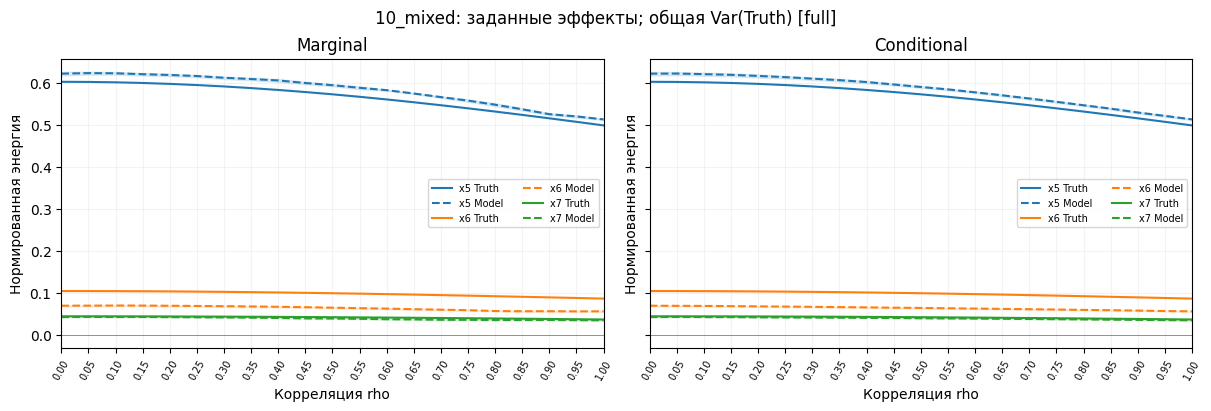 10_mixed: заданные эффекты; общая Var(Truth) [full]
Marginal
Нормированная энергия
0.6
0.5
0.4
0.3
0.2
0.1
0.0
x5 Truth
x5 Model
x6 Truth
x6 Model
x7 Truth
x7 Model
0.00 0.05 0.10 0.15 0.20 0.25 0.30 0.35 0.40 0.45 0.50 0.55 0.60 0.65 0.70 0.75 0.80 0.85 0.90 0.95 1.00
Корреляция rho
Conditional
Нормированная энергия
x5 Truth
x5 Model
x6 Truth
x6 Model
x7 Truth
x7 Model
0.00 0.05 0.10 0.15 0.20 0.25 0.30 0.35 0.40 0.45 0.50 0.55 0.60 0.65 0.70 0.75 0.80 0.85 0.90 0.95 1.00
Корреляция rho